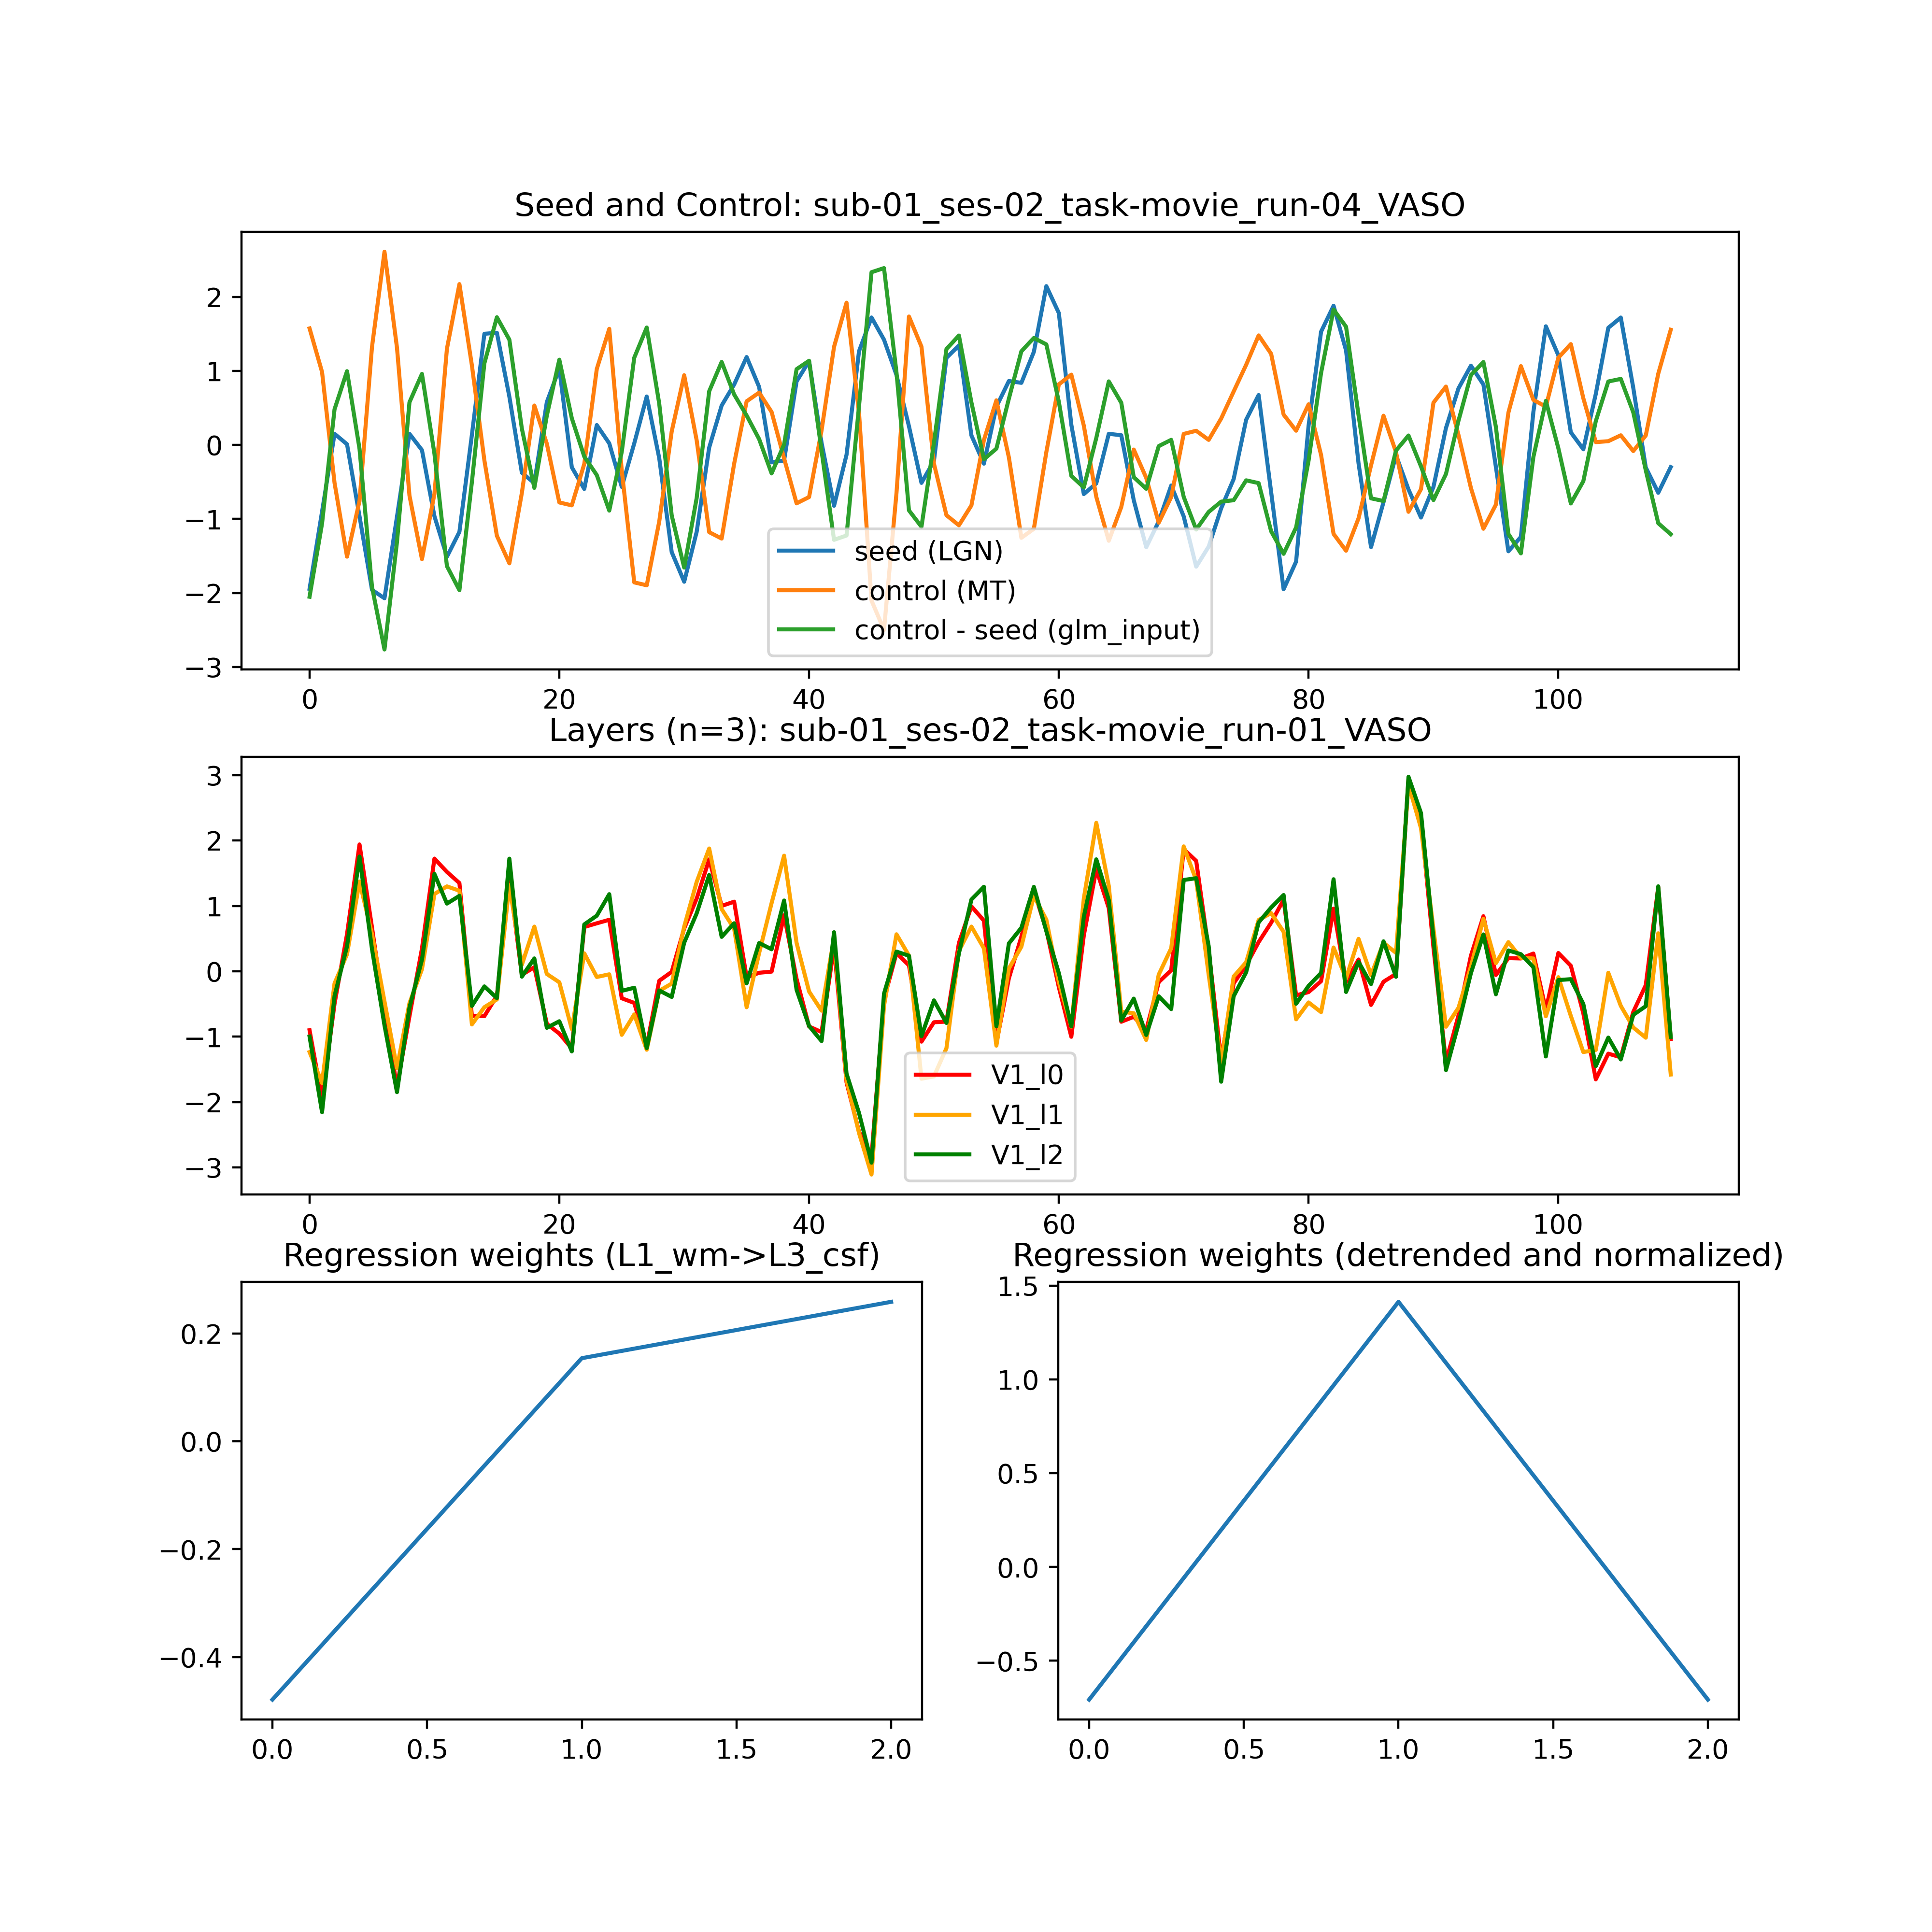 Seed and Control: sub-01_ses-02_task-movie_run-04_VASO
2
1
0
−1
−2
−3
seed (LGN)
control (MT)
control - seed (glm_input)
0 20 40 60 80 100
Layers (n=3): sub-01_ses-02_task-movie_run-01_VASO
3
2
1
0
−1
−2
−3
V1_l0
V1_l1
V1_l2
0 20 40 60 80 100
Regression weights (L1_wm->L3_csf)
0.2
0.0
−0.2
−0.4
0.0 0.5 1.0 1.5 2.0
Regression weights (detrended and normalized)
1.5
1.0
0.5
0.0
−0.5
0.0 0.5 1.0 1.5 2.0